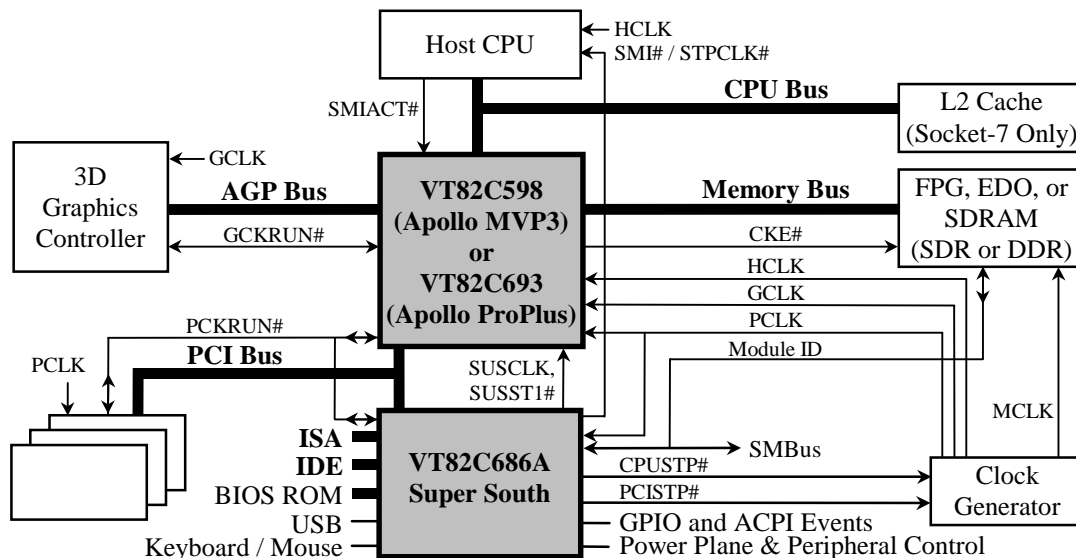 Host CPU
HCLK
SMI# / STPCLK#
SMIACT#
CPU Bus
L2 Cache
(Socket-7 Only)
3D
Graphics
Controller
GCLK
AGP Bus
GCKRUN#
VT82C598
(Apollo MVP3)
or
VT82C693
(Apollo ProPlus)
Memory Bus
FPG, EDO, or
SDRAM
(SDR or DDR)
CKE#
HCLK
GCLK
PCLK
Module ID
PCKRUN#
PCI Bus
PCLK
SUSCLK,
SUSST1#
MCLK
ISA
IDE
BIOS ROM
USB
Keyboard / Mouse
VT82C686A
Super South
SMBus
CPUSTP#
PCISTP#
Clock
Generator
GPIO and ACPI Events
Power Plane & Peripheral Control